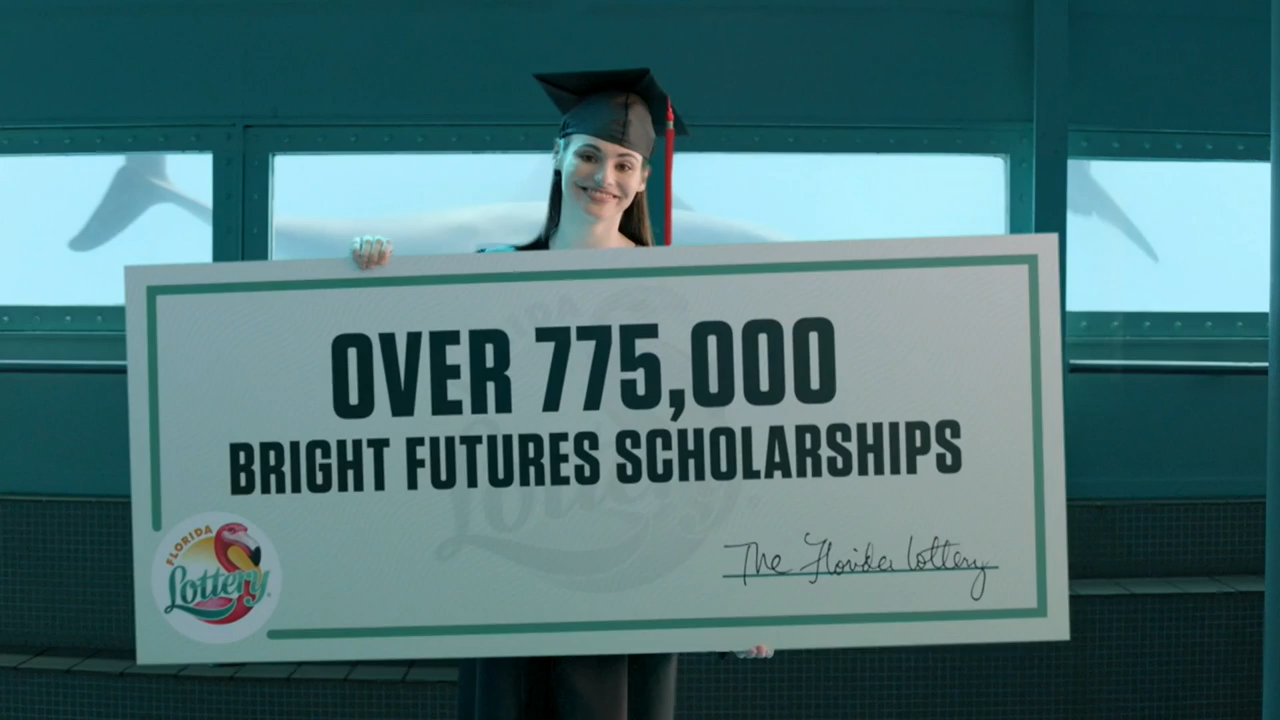 OVER 775,000
BRIGHT FUTURES SCHOLARSHIPS
FLORIDA
Lottery
The Florida Lottery